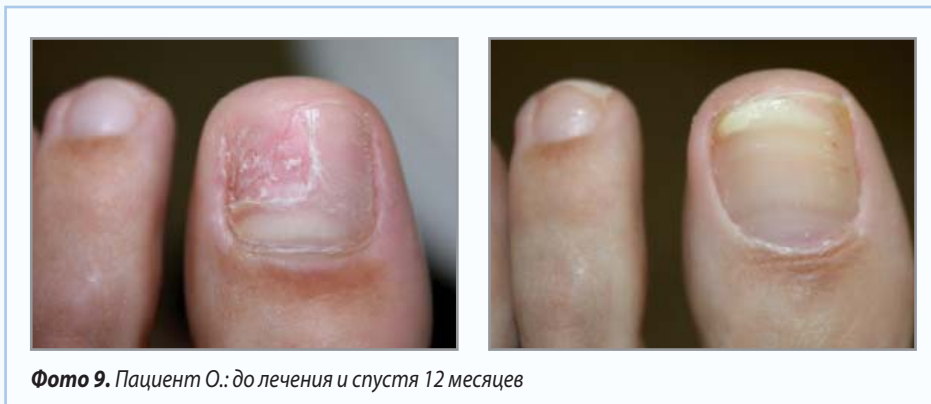 Фото 9. Пациент О.: до лечения и спустя 12 месяцев